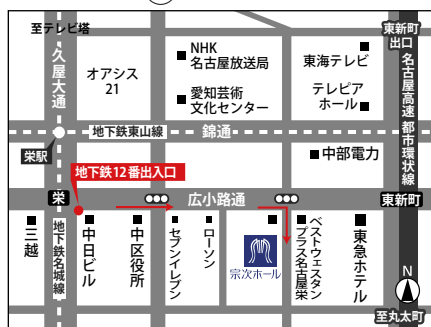 至テレビ塔
久屋大通
オアシス
21
NHK
名古屋放送局
愛知芸術
文化センター
東海テレビ
テレピア
ホール
東新町
出口
名古屋高速
都市環状線
地下鉄東山線
錦通
栄駅
中部電力
地下鉄12番出入口
栄
広小路通
東新町
三越
地下鉄名城線
中日ビル
中区役所
セブンイレブン
ローソン
宗次ホール
ベストウエスタン
プラス名古屋栄
東急ホテル
N
至丸太町